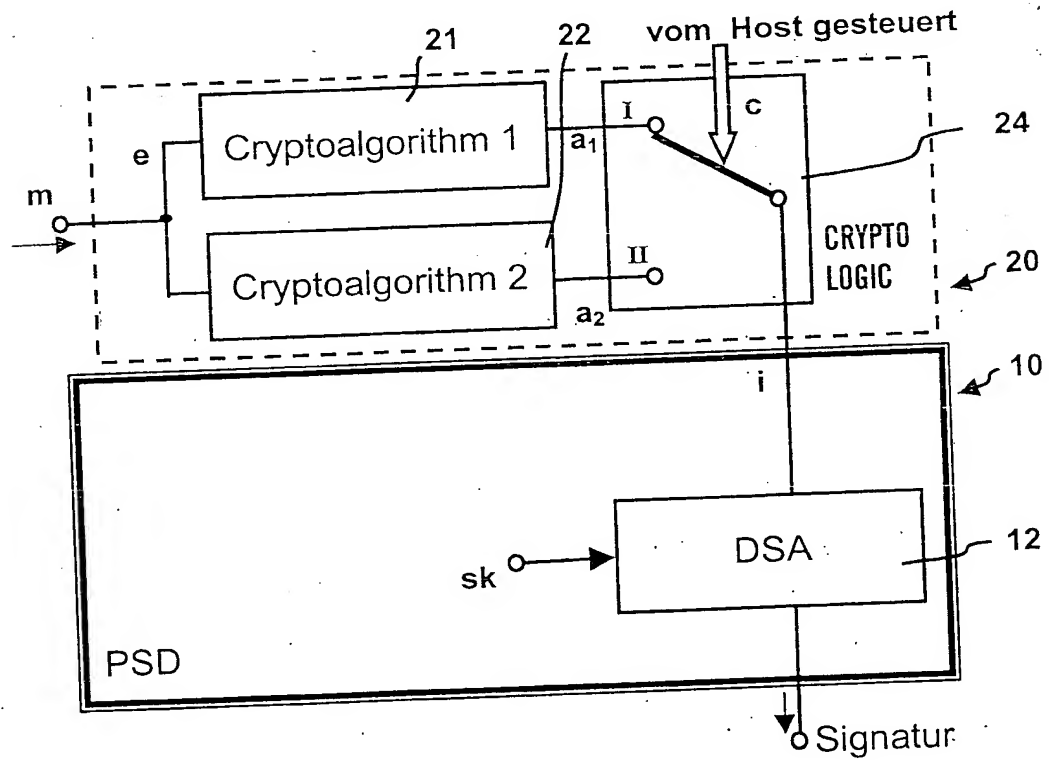 21
22
vom Host gesteuert
24
Cryptoalgorithm 1
e
a1
I
c
m
Cryptoalgorithm 2
a2
II
CRYPTO
LOGIC
20
10
i
DSA
12
sk
PSD
Signatur